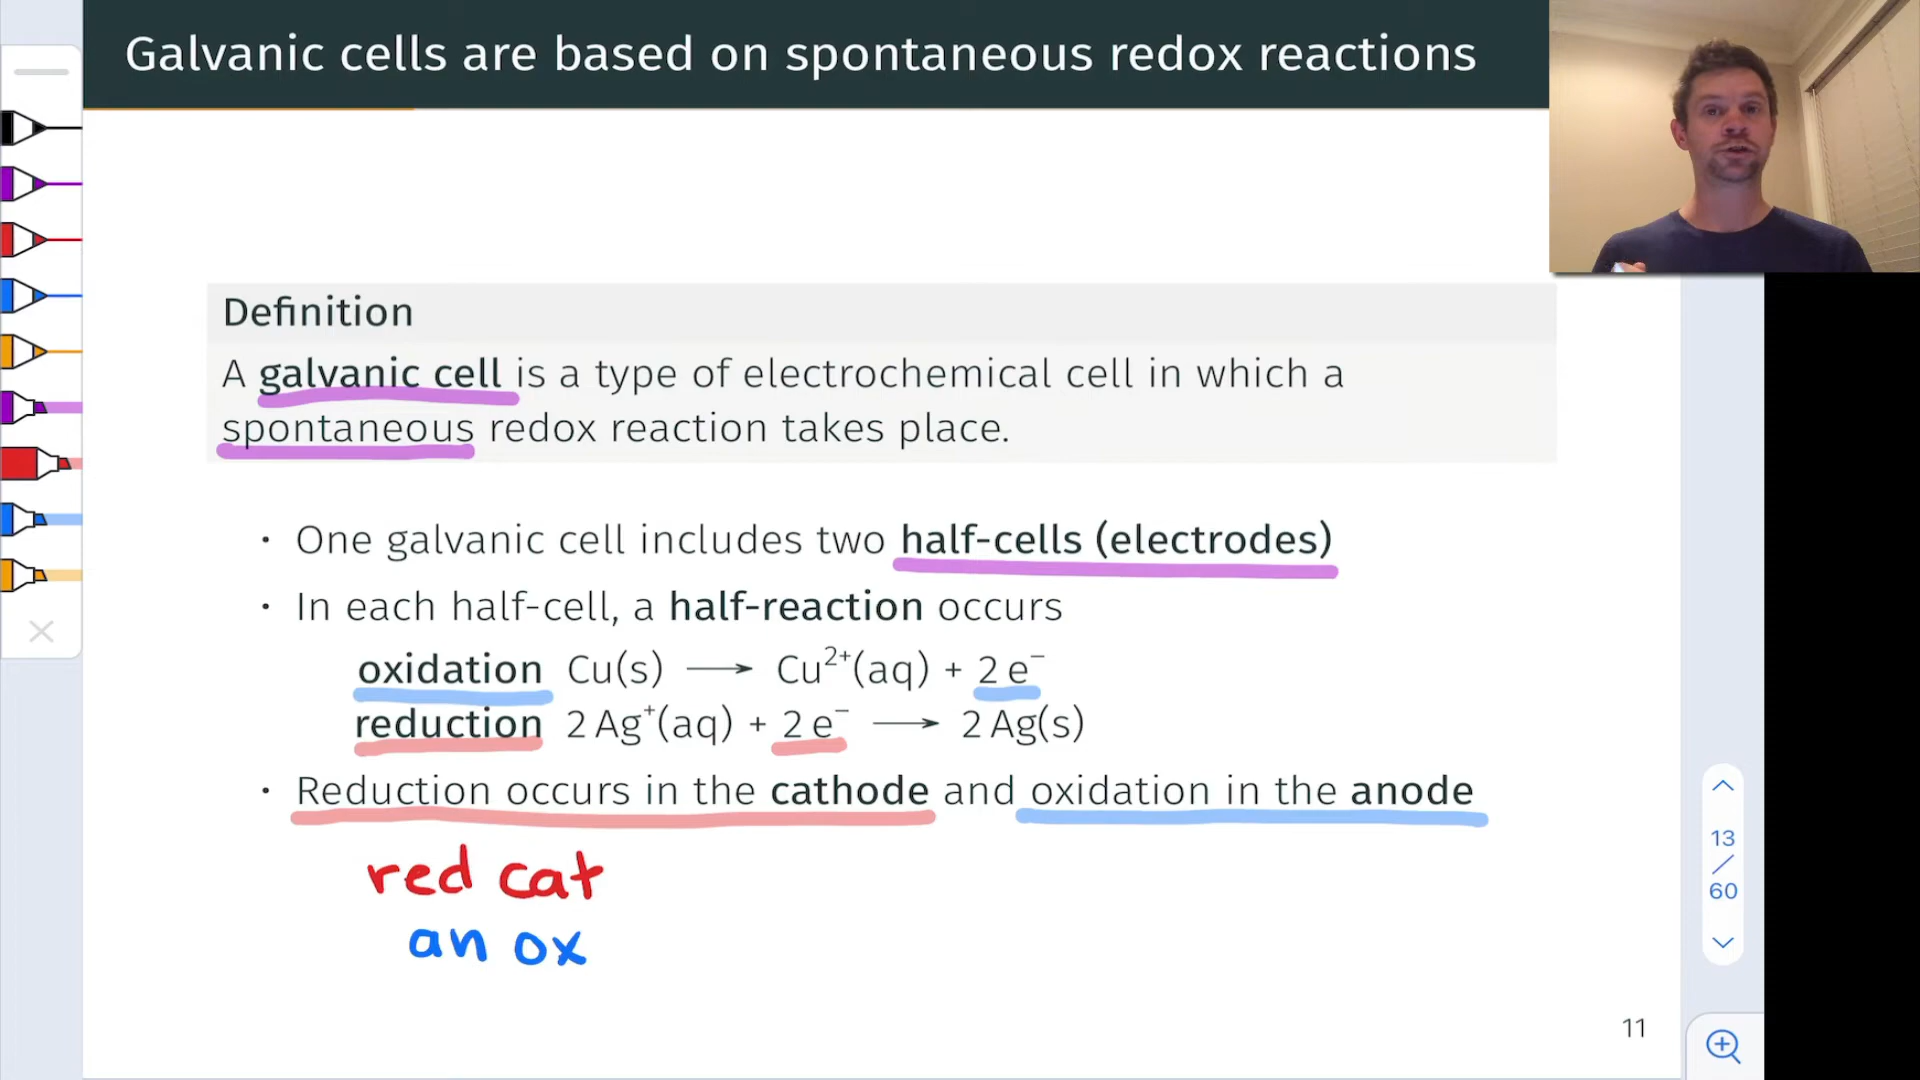 Galvanic cells are based on spontaneous redox reactions
Definition
A galvanic cell is a type of electrochemical cell in which a
spontaneous redox reaction takes place.
· One galvanic cell includes two half-cells (electrodes)
· In each half-cell, a half-reaction occurs
oxidation Cu(s) ⟶ Cu²⁺(aq) + 2 e⁻
reduction 2 Ag⁺(aq) + 2 e⁻ ⟶ 2 Ag(s)
· Reduction occurs in the cathode and oxidation in the anode
red cat
an ox
13
/
60
11